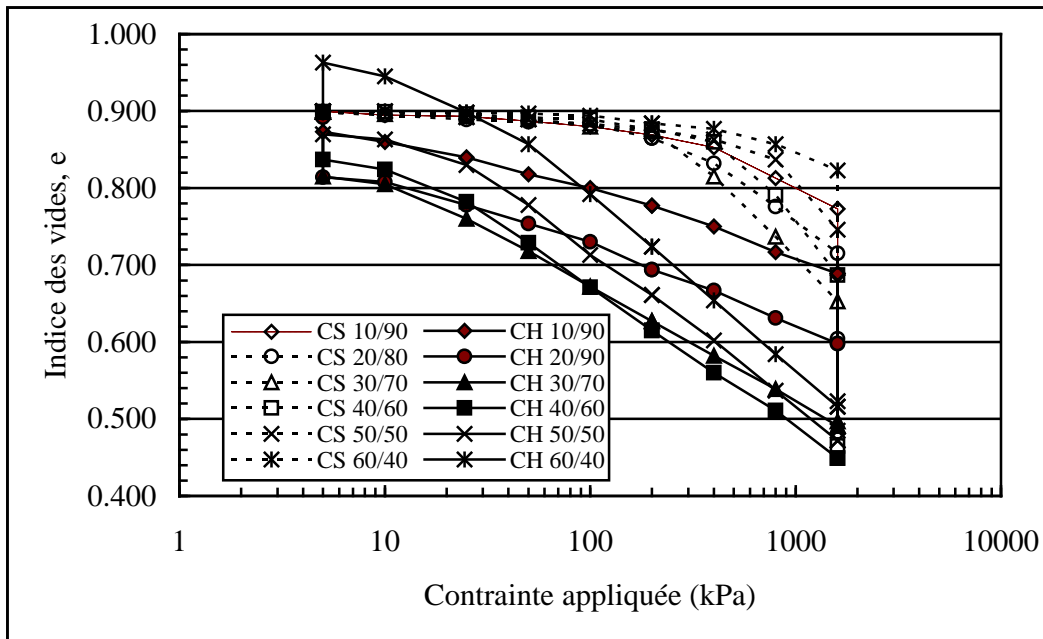 1.000
0.900
0.800
0.700
0.600
0.500
0.400
Indice des vides, e
CS 10/90 CH 10/90
CS 20/80 CH 20/90
CS 30/70 CH 30/70
CS 40/60 CH 40/60
CS 50/50 CH 50/50
CS 60/40 CH 60/40
1 10 100 1000 10000
Contrainte appliquée (kPa)